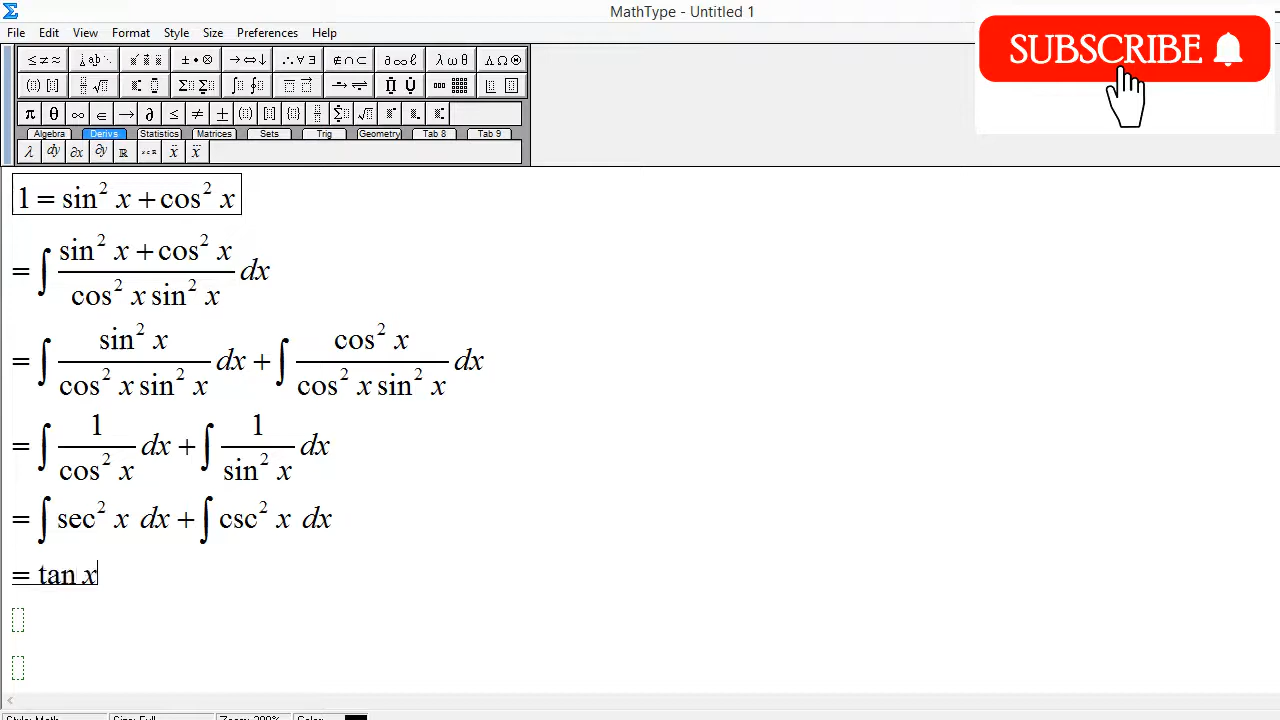 MathType - Untitled 1
SUBSCRIBE
File Edit View Format Style Size Preferences Help
Algebra Derivs Statistics Matrices Sets Trig Geometry Tab 8 Tab 9
1 = sin² x + cos² x
= ∫ (sin² x + cos² x)/(cos² x sin² x) dx
= ∫ (sin² x)/(cos² x sin² x) dx + ∫ (cos² x)/(cos² x sin² x) dx
= ∫ 1/(cos² x) dx + ∫ 1/(sin² x) dx
= ∫ sec² x dx + ∫ csc² x dx
= tan x